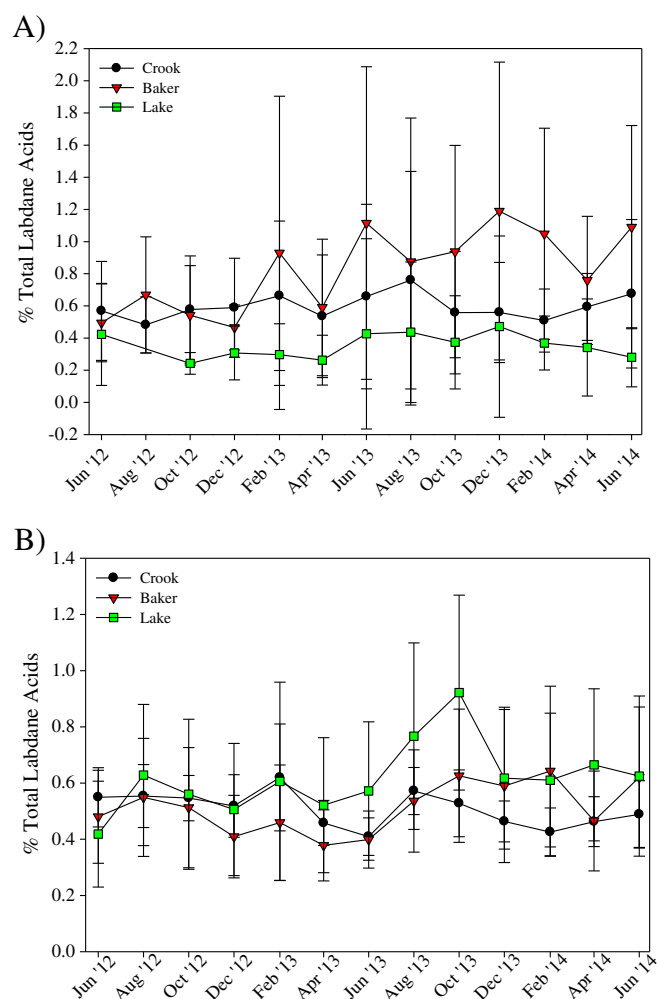 A)
2.2
2.0
1.8
1.6
1.4
1.2
1.0
0.8
0.6
0.4
0.2
0.0
-0.2
% Total Labdane Acids
Crook
Baker
Lake
Jun '12
Aug '12
Oct '12
Dec '12
Feb '13
Apr '13
Jun '13
Aug '13
Oct '13
Dec '13
Feb '14
Apr '14
Jun '14
B)
1.4
1.2
1.0
0.8
0.6
0.4
0.2
0.0
% Total Labdane Acids
Crook
Baker
Lake
Jun '12
Aug '12
Oct '12
Dec '12
Feb '13
Apr '13
Jun '13
Aug '13
Oct '13
Dec '13
Feb '14
Apr '14
Jun '14